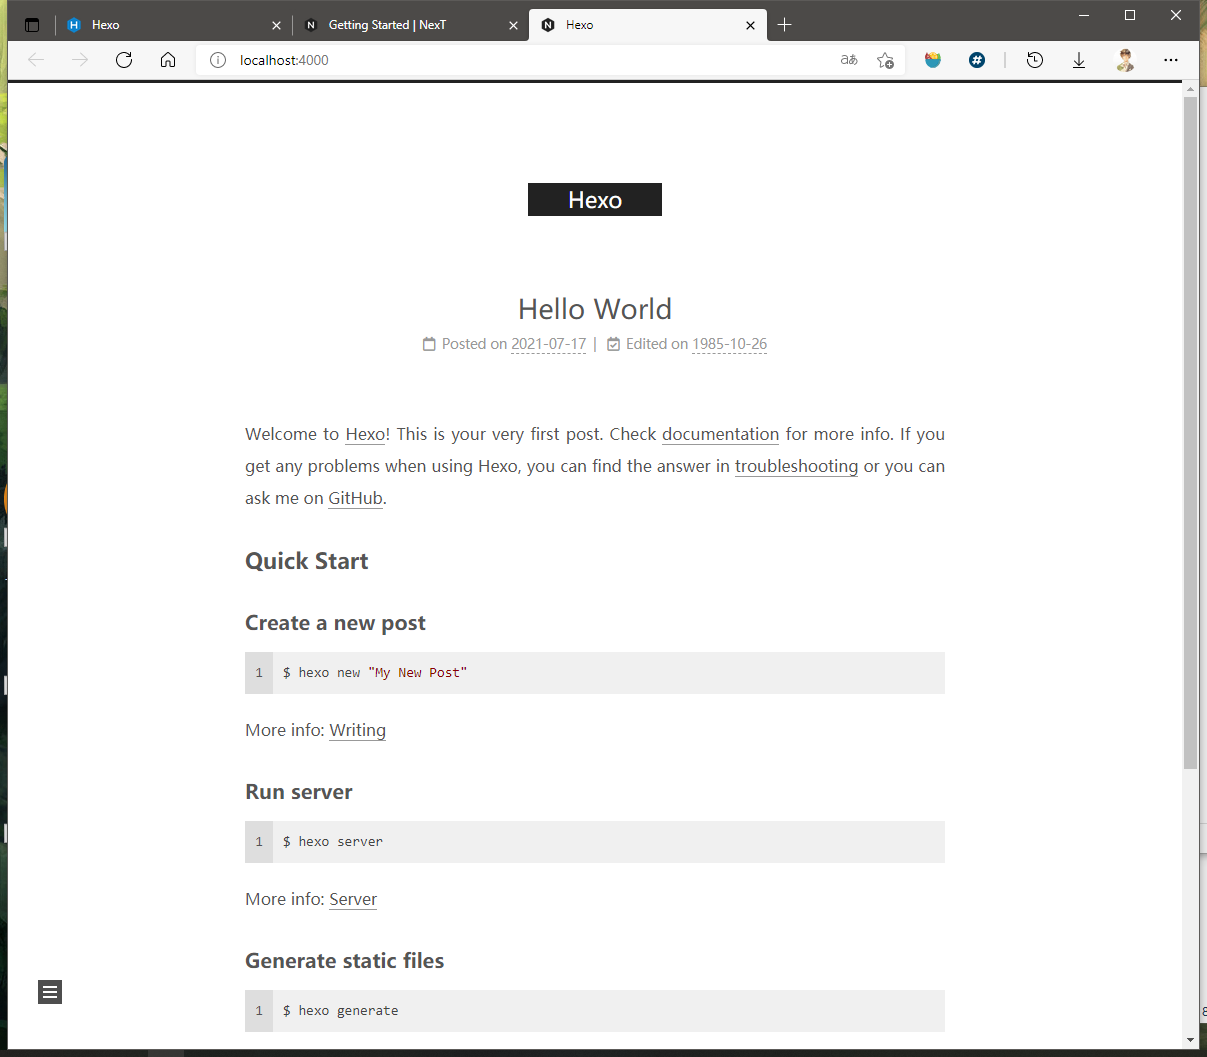 Hexo
Getting Started | NexT
Hexo
localhost:4000
Hexo
Hello World
Posted on 2021-07-17 | Edited on 1985-10-26
Welcome to Hexo! This is your very first post. Check documentation for more info. If you
get any problems when using Hexo, you can find the answer in troubleshooting or you can
ask me on GitHub.
Quick Start
Create a new post
1 $ hexo new "My New Post"
More info: Writing
Run server
1 $ hexo server
More info: Server
Generate static files
1 $ hexo generate